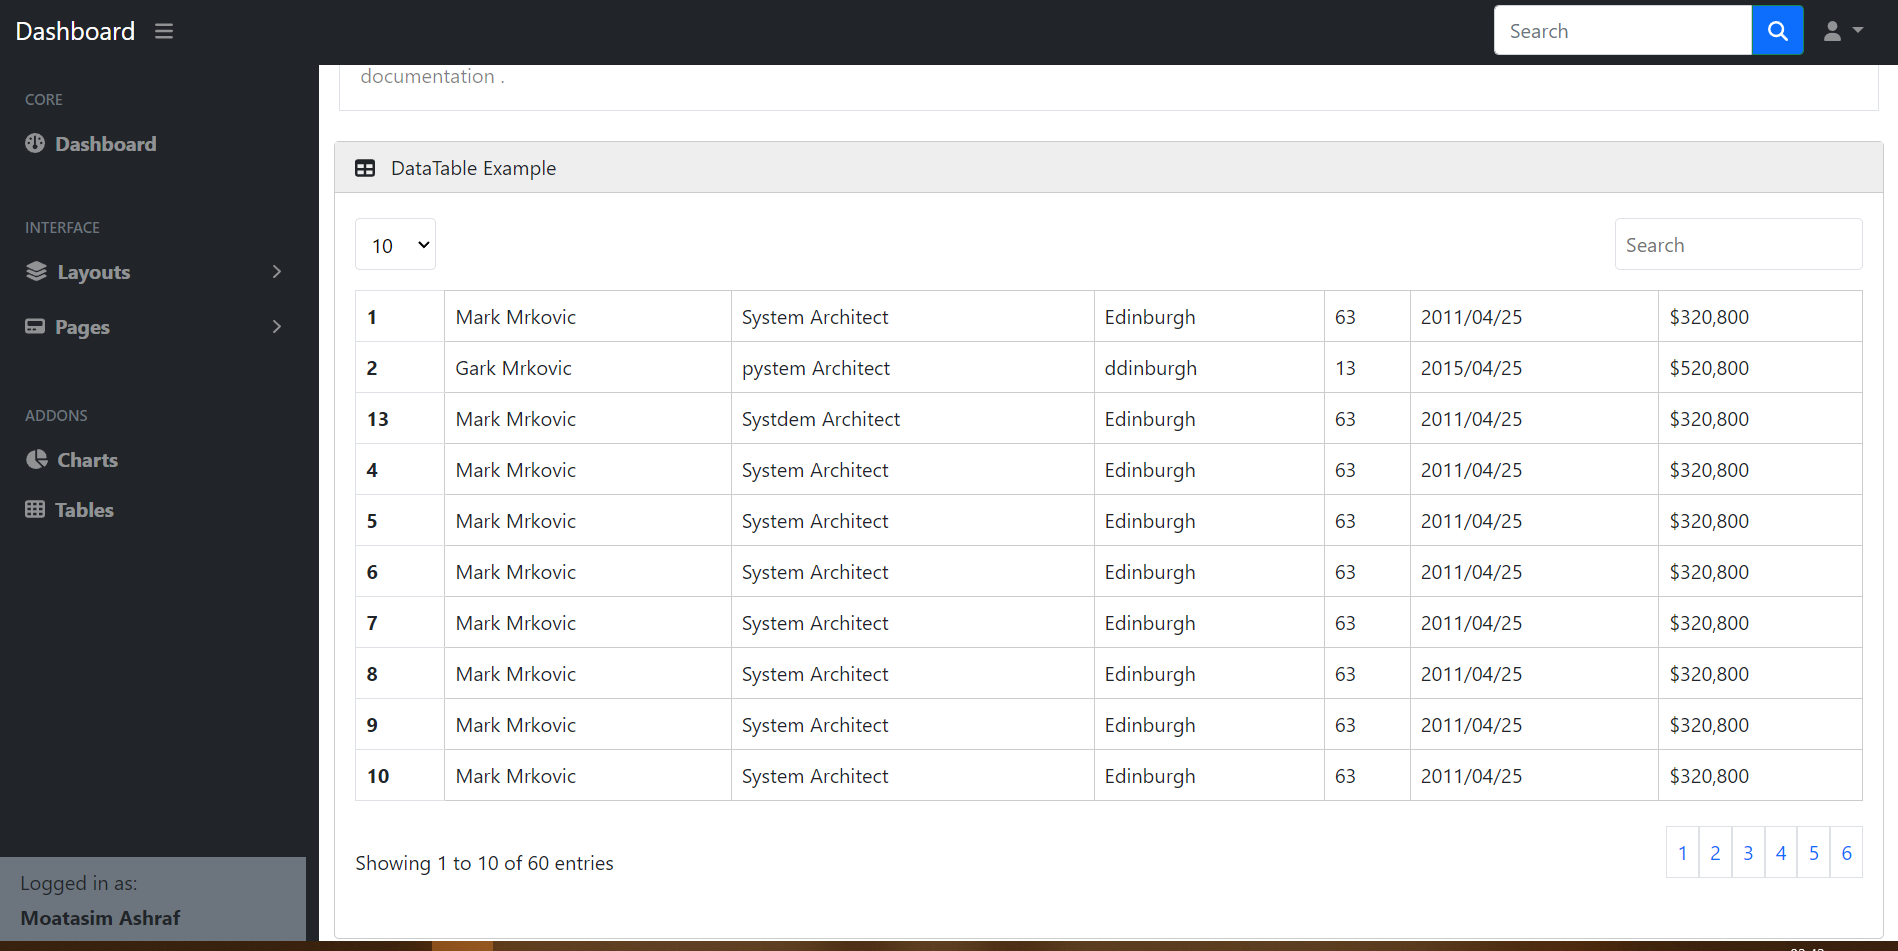 Dashboard
Search
CORE
Dashboard
INTERFACE
Layouts
Pages
ADDONS
Charts
Tables
Logged in as:
Moatasim Ashraf
documentation .
DataTable Example
10 Search
1 Mark Mrkovic System Architect Edinburgh 63 2011/04/25 $320,800
2 Gark Mrkovic pystem Architect ddinburgh 13 2015/04/25 $520,800
13 Mark Mrkovic Systdem Architect Edinburgh 63 2011/04/25 $320,800
4 Mark Mrkovic System Architect Edinburgh 63 2011/04/25 $320,800
5 Mark Mrkovic System Architect Edinburgh 63 2011/04/25 $320,800
6 Mark Mrkovic System Architect Edinburgh 63 2011/04/25 $320,800
7 Mark Mrkovic System Architect Edinburgh 63 2011/04/25 $320,800
8 Mark Mrkovic System Architect Edinburgh 63 2011/04/25 $320,800
9 Mark Mrkovic System Architect Edinburgh 63 2011/04/25 $320,800
10 Mark Mrkovic System Architect Edinburgh 63 2011/04/25 $320,800
Showing 1 to 10 of 60 entries
1 2 3 4 5 6